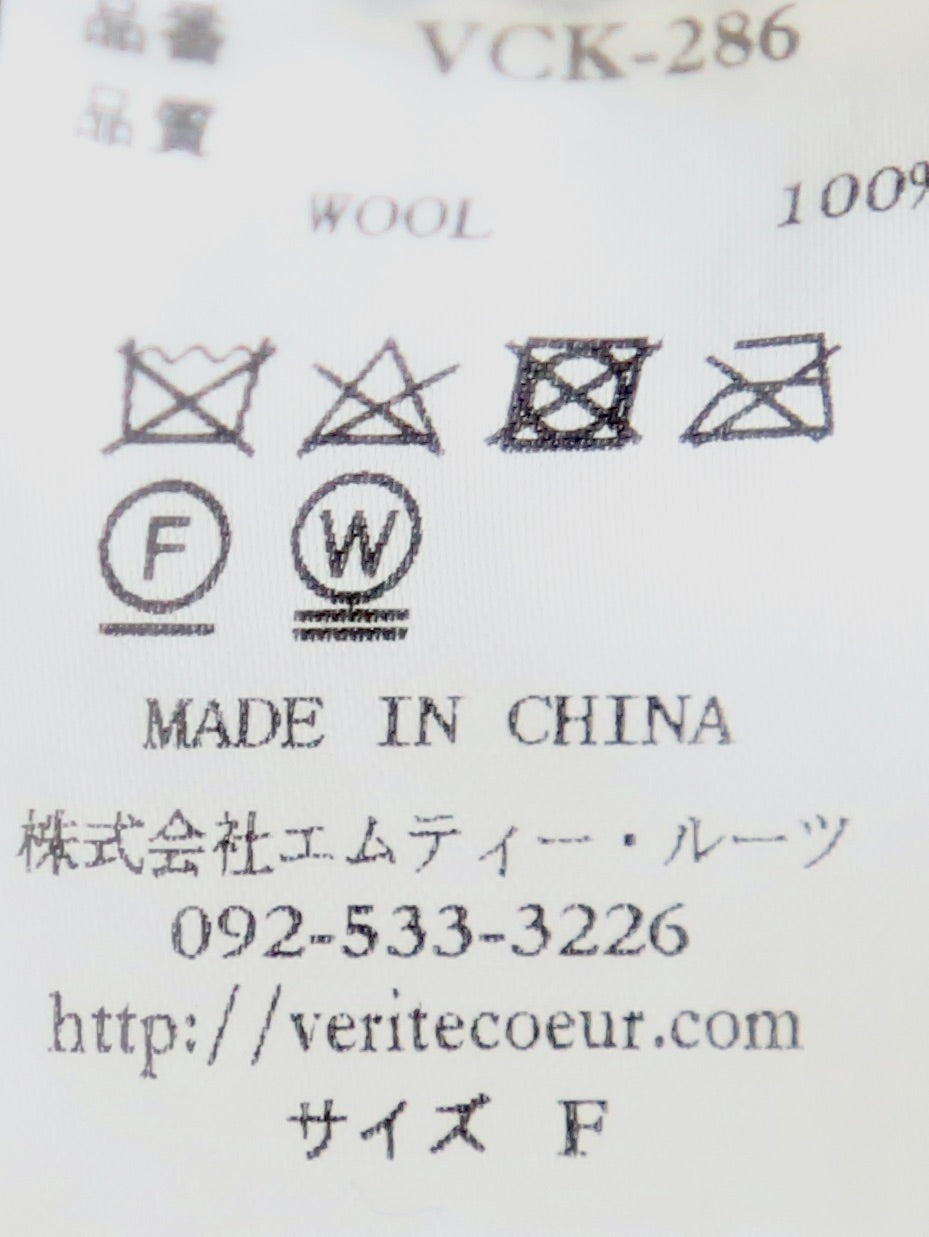 品番 VCK-286
品質
WOOL 100%
F W
MADE IN CHINA
株式会社エムティー・ルーツ
092-533-3226
http://veritecoeur.com
サイズ F